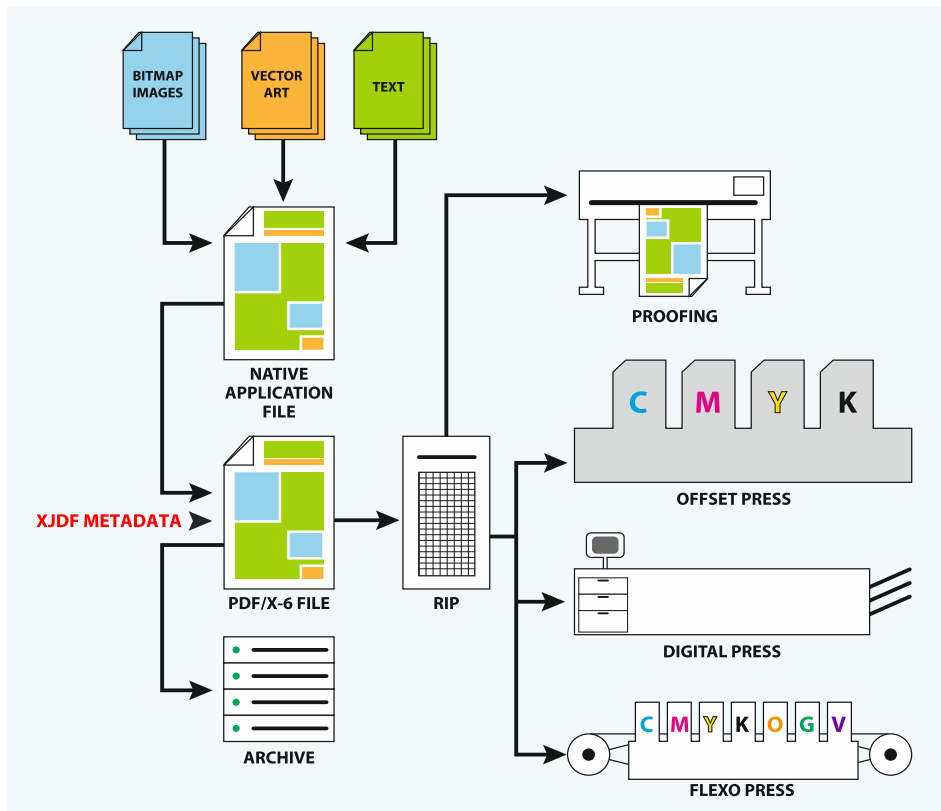 BITMAP
IMAGES
VECTOR
ART
TEXT
NATIVE
APPLICATION
FILE
PROOFING
C M Y K
OFFSET PRESS
XJDF METADATA
PDF/X-6 FILE
RIP
DIGITAL PRESS
ARCHIVE
C M Y K O G V
FLEXO PRESS